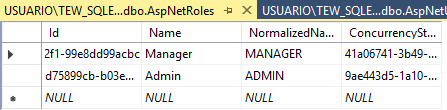 USUARIO\TEW_SQLE...dbo.AspNetRoles USUARIO\TEW_SQLE...dbo.A
Id Name NormalizedNa... ConcurrencySt...
2f1-99e8dd99acbc Manager MANAGER 41a06741-3b49-...
d75899cb-b03e... Admin ADMIN 9ae443d5-1a10-...
NULL NULL NULL NULL